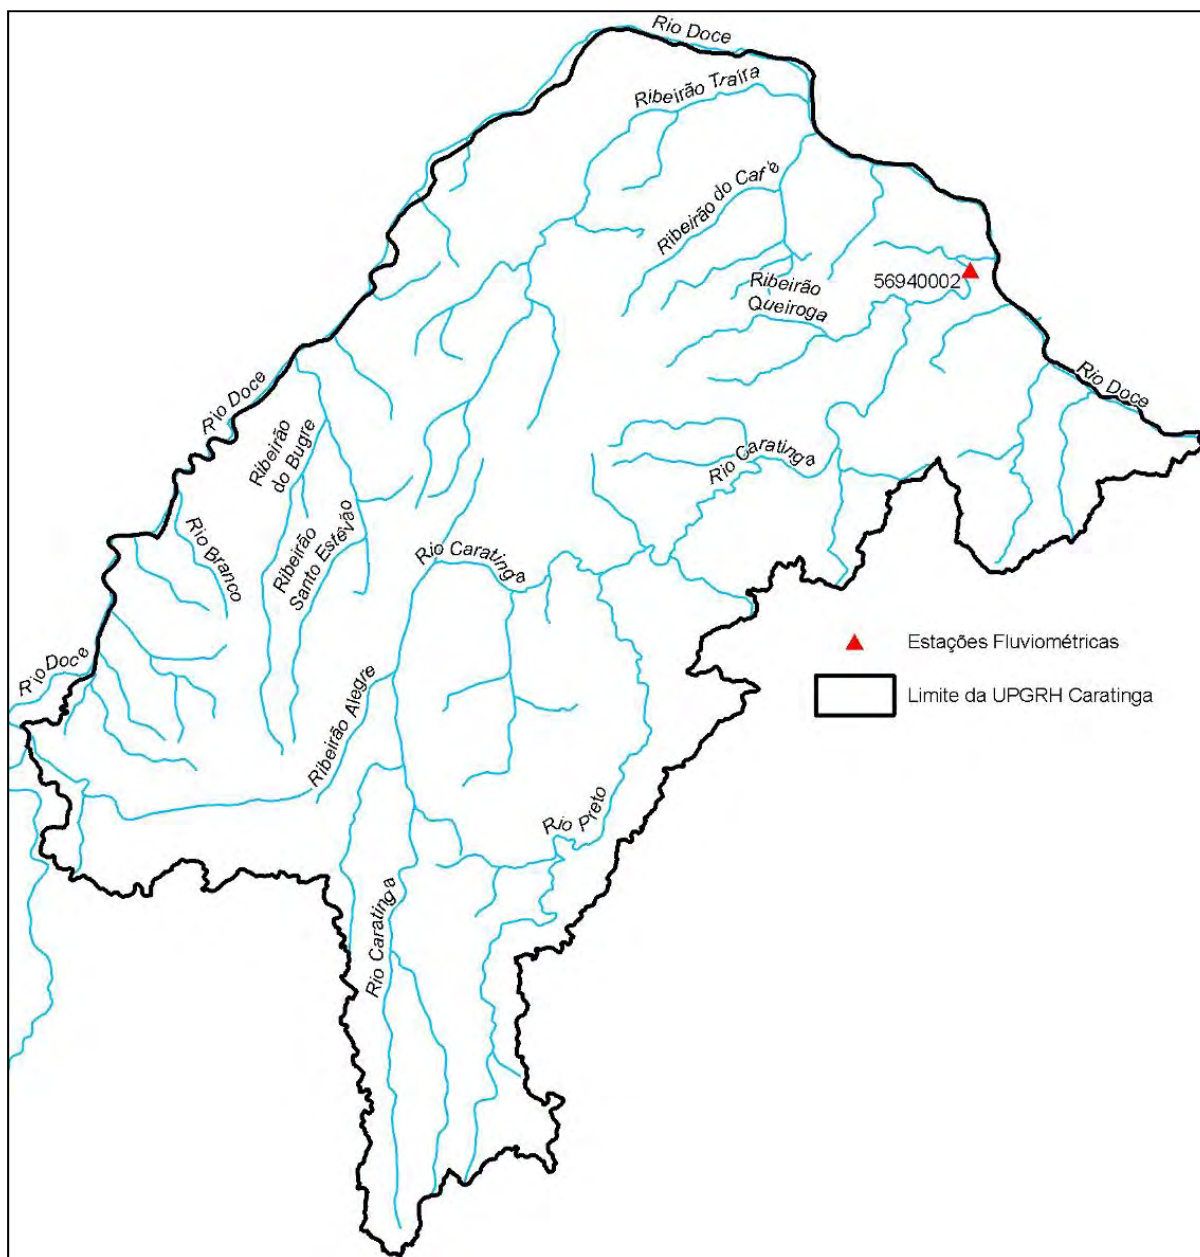 Rio Doce
Ribeirão Traíra
Ribeirão do Café
Ribeirão
Queiroga
56940002
Rio Doce
Rio Doce
Ribeirão
do Bugre
Rio Caratinga
Rio Branco
Ribeirão
Santo Estêvão
Rio Caratinga
Estações Fluviométricas
Rio Doce
Limite da UPGRH Caratinga
Ribeirão Alegre
Rio Preto
Rio Caratinga